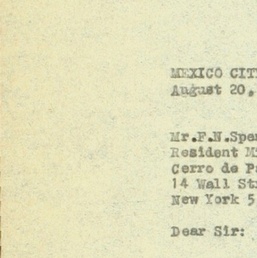 MEXICO CIT
August 20,
Mr.F.N.Spe
Resident M
Cerro de P
14 Wall St
New York 5
Dear Sir: